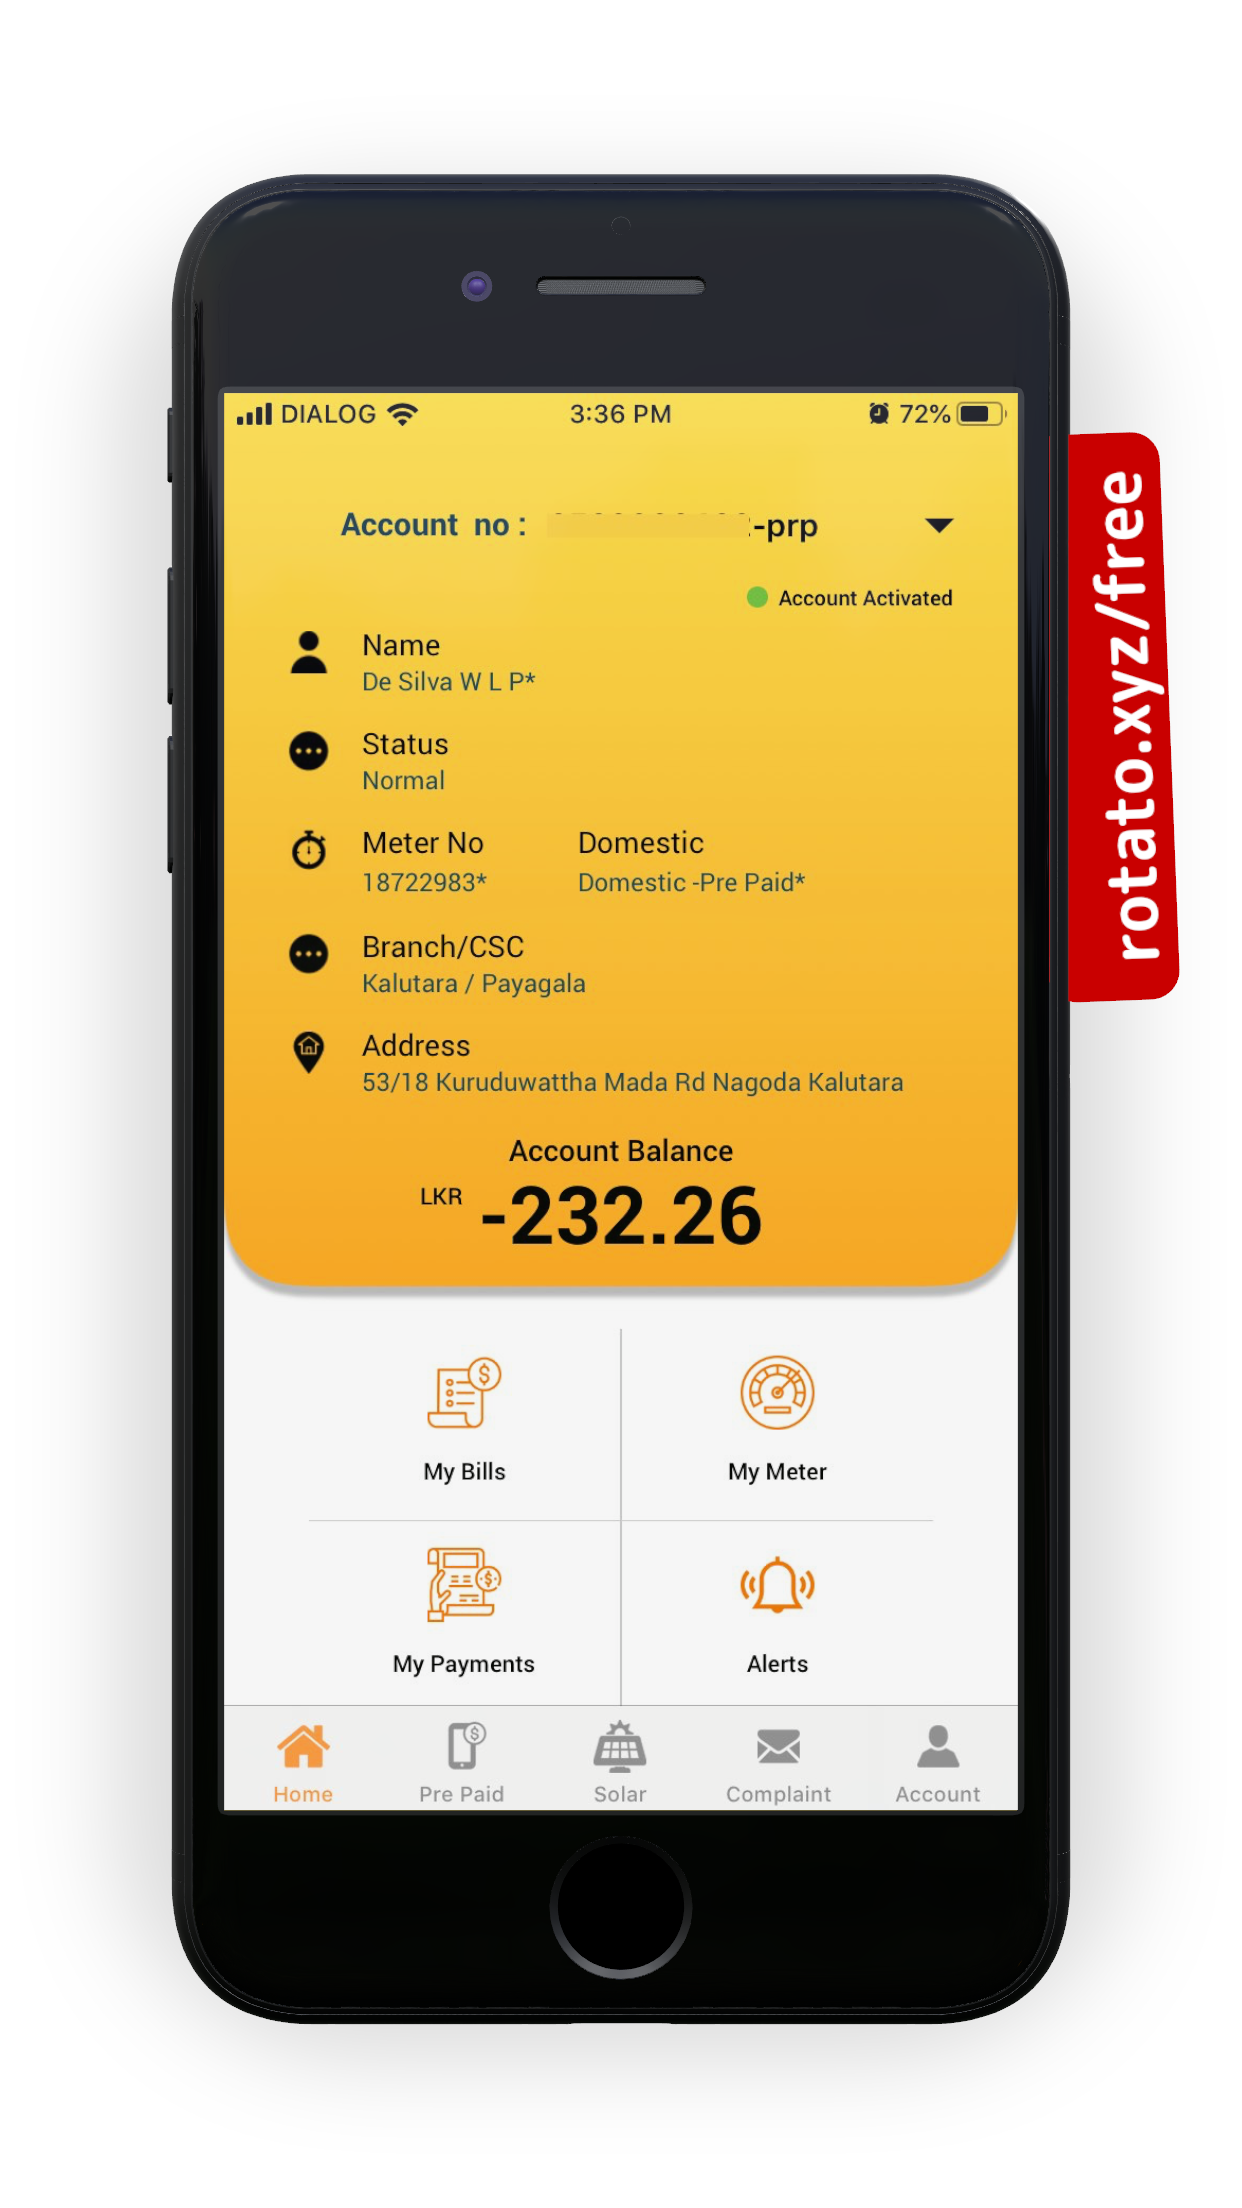 DIALOG 3:36 PM 72%
Account no : -prp
Account Activated
Name
De Silva W L P*
Status
Normal
Meter No Domestic
18722983* Domestic -Pre Paid*
Branch/CSC
Kalutara / Payagala
Address
53/18 Kuruduwattha Mada Rd Nagoda Kalutara
Account Balance
LKR -232.26
My Bills My Meter
My Payments Alerts
Home Pre Paid Solar Complaint Account
rotato.xyz/free